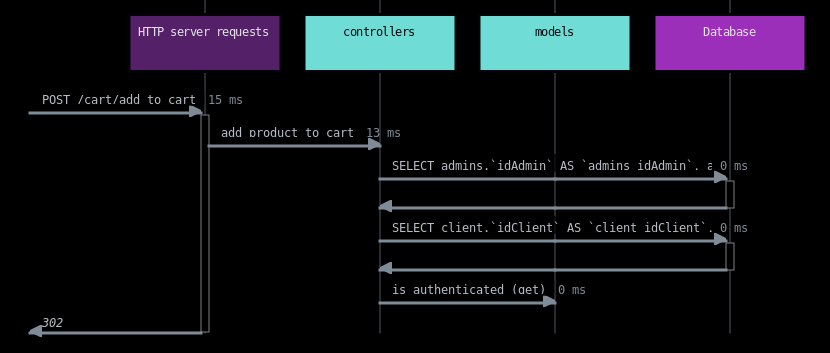 HTTP server requests
controllers
models
Database
POST /cart/add to cart 15 ms
add product to cart 13 ms
SELECT admins.`idAdmin` AS `admins idAdmin`. a 0 ms
SELECT client.`idClient` AS `client idClient`. 0 ms
is authenticated (get) 0 ms
302